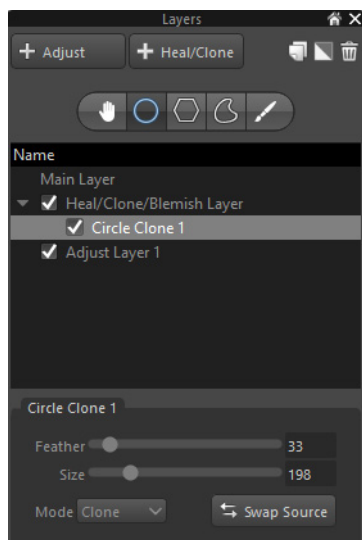 Layers
Adjust
Heal/Clone
Name
Main Layer
Heal/Clone/Blemish Layer
Circle Clone 1
Adjust Layer 1
Circle Clone 1
Feather 33
Size 198
Mode Clone Swap Source